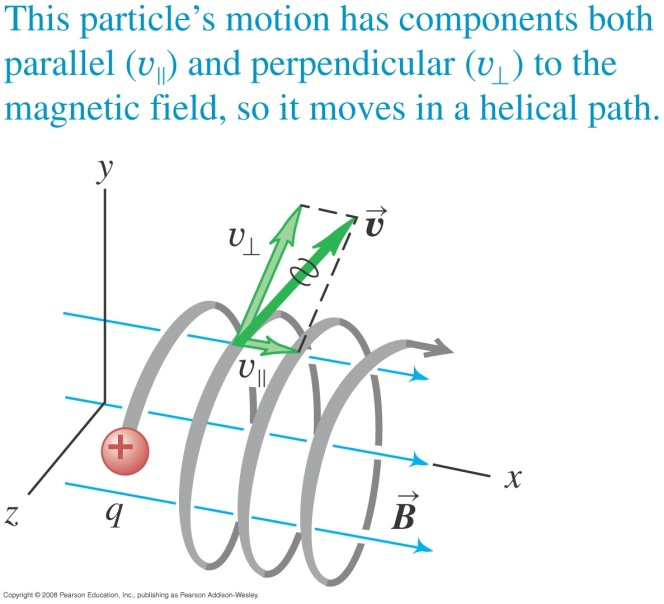 This particle's motion has components both
parallel (v∥) and perpendicular (v⊥) to the
magnetic field, so it moves in a helical path.
y
v⊥
v⃗
v∥
+
x
z
q
B⃗
Copyright © 2008 Pearson Education, Inc., publishing as Pearson Addison-Wesley.